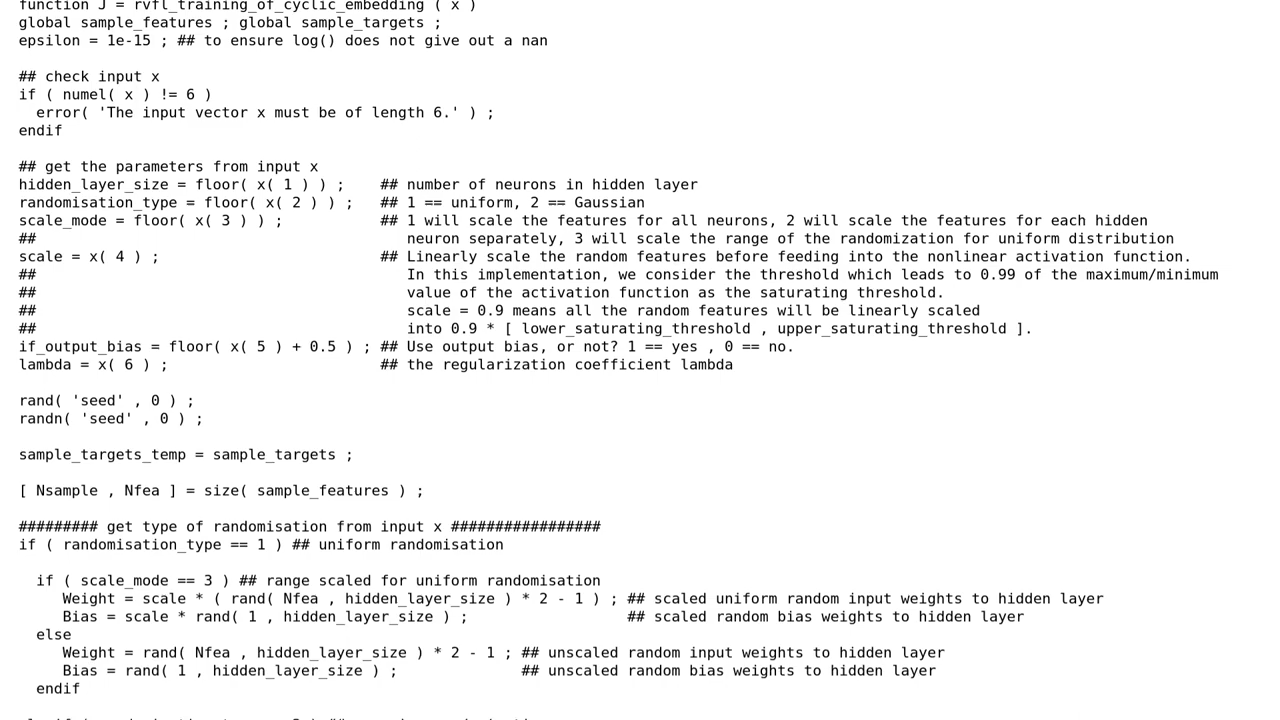 function J = rvfl_training_of_cyclic_embedding ( x )
global sample_features ; global sample_targets ;
epsilon = 1e-15 ; ## to ensure log() does not give out a nan
## check input x
if ( numel( x ) != 6 )
error( 'The input vector x must be of length 6.' ) ;
endif
## get the parameters from input x
hidden_layer_size = floor( x( 1 ) ) ; ## number of neurons in hidden layer
randomisation_type = floor( x( 2 ) ) ; ## 1 == uniform, 2 == Gaussian
scale_mode = floor( x( 3 ) ) ; ## 1 will scale the features for all neurons, 2 will scale the features for each hidden
## neuron separately, 3 will scale the range of the randomization for uniform distribution
scale = x( 4 ) ; ## Linearly scale the random features before feeding into the nonlinear activation function.
## In this implementation, we consider the threshold which leads to 0.99 of the maximum/minimum
## value of the activation function as the saturating threshold.
## scale = 0.9 means all the random features will be linearly scaled
## into 0.9 * [ lower_saturating_threshold , upper_saturating_threshold ].
if_output_bias = floor( x( 5 ) + 0.5 ) ; ## Use output bias, or not? 1 == yes , 0 == no.
lambda = x( 6 ) ; ## the regularization coefficient lambda
rand( 'seed' , 0 ) ;
randn( 'seed' , 0 ) ;
sample_targets_temp = sample_targets ;
[ Nsample , Nfea ] = size( sample_features ) ;
######### get type of randomisation from input x #################
if ( randomisation_type == 1 ) ## uniform randomisation
if ( scale_mode == 3 ) ## range scaled for uniform randomisation
Weight = scale * ( rand( Nfea , hidden_layer_size ) * 2 - 1 ) ; ## scaled uniform random input weights to hidden layer
Bias = scale * rand( 1 , hidden_layer_size ) ; ## scaled random bias weights to hidden layer
else
Weight = rand( Nfea , hidden_layer_size ) * 2 - 1 ; ## unscaled random input weights to hidden layer
Bias = rand( 1 , hidden_layer_size ) ; ## unscaled random bias weights to hidden layer
endif